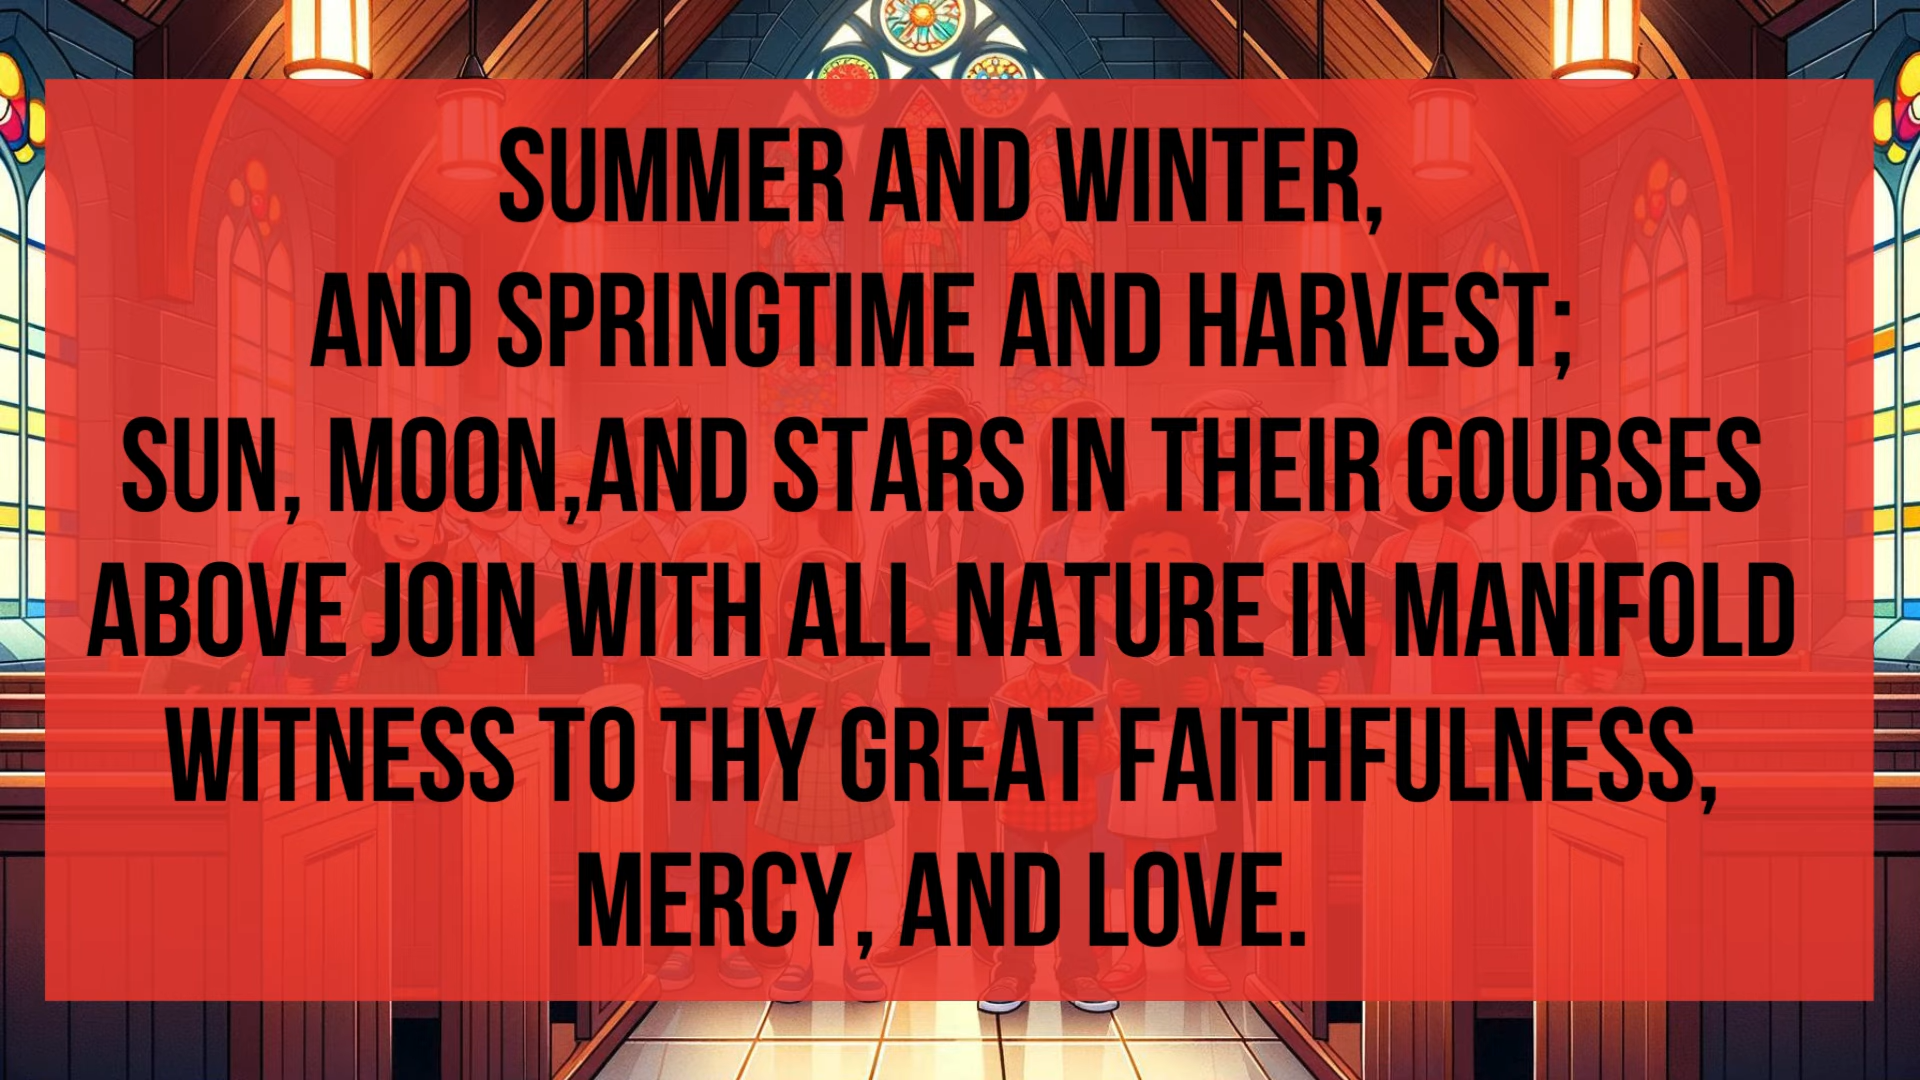 SUMMER AND WINTER,
AND SPRINGTIME AND HARVEST;
SUN, MOON,AND STARS IN THEIR COURSES
ABOVE JOIN WITH ALL NATURE IN MANIFOLD
WITNESS TO THY GREAT FAITHFULNESS,
MERCY, AND LOVE.